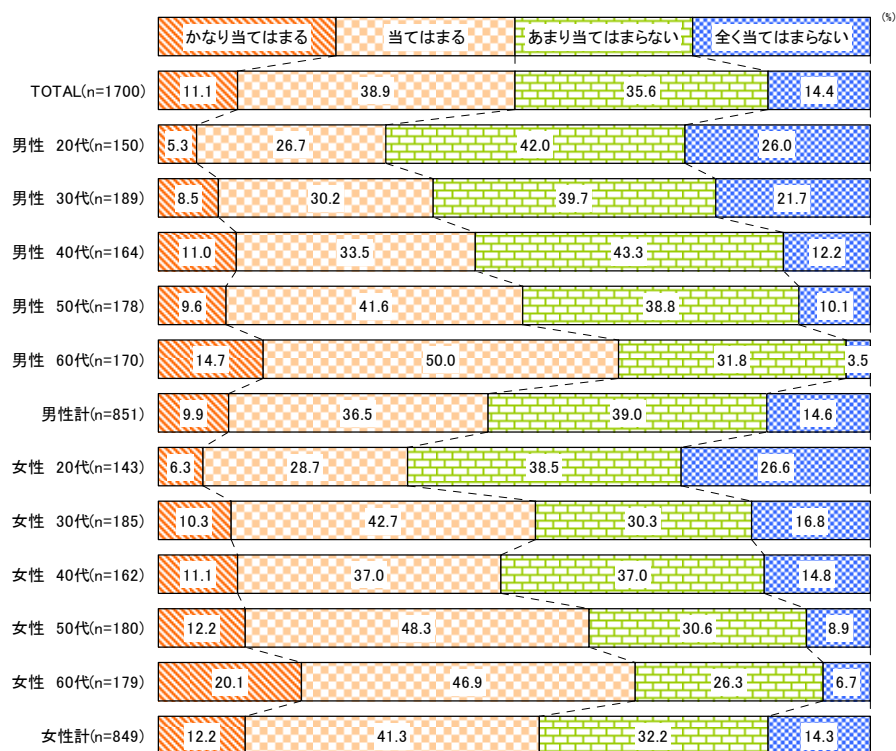 (%)
かなり当てはまる 当てはまる あまり当てはまらない 全く当てはまらない
TOTAL(n=1700) 11.1 38.9 35.6 14.4
男性 20代(n=150) 5.3 26.7 42.0 26.0
男性 30代(n=189) 8.5 30.2 39.7 21.7
男性 40代(n=164) 11.0 33.5 43.3 12.2
男性 50代(n=178) 9.6 41.6 38.8 10.1
男性 60代(n=170) 14.7 50.0 31.8 3.5
男性計(n=851) 9.9 36.5 39.0 14.6
女性 20代(n=143) 6.3 28.7 38.5 26.6
女性 30代(n=185) 10.3 42.7 30.3 16.8
女性 40代(n=162) 11.1 37.0 37.0 14.8
女性 50代(n=180) 12.2 48.3 30.6 8.9
女性 60代(n=179) 20.1 46.9 26.3 6.7
女性計(n=849) 12.2 41.3 32.2 14.3